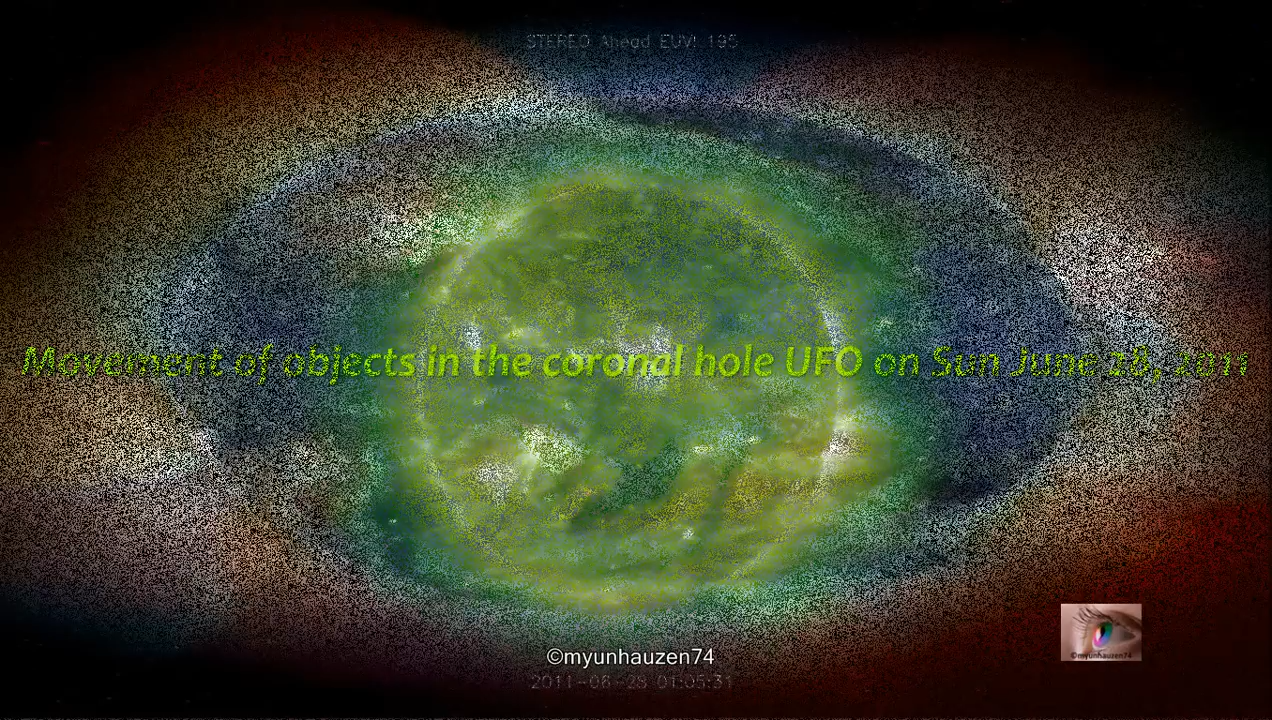 STEREO Ahead EUVI 195
Movement of objects in the coronal hole UFO on Sun June 28, 2011
©myunhauzen74
©myunhauzen74
2011-06-28 01:05:31